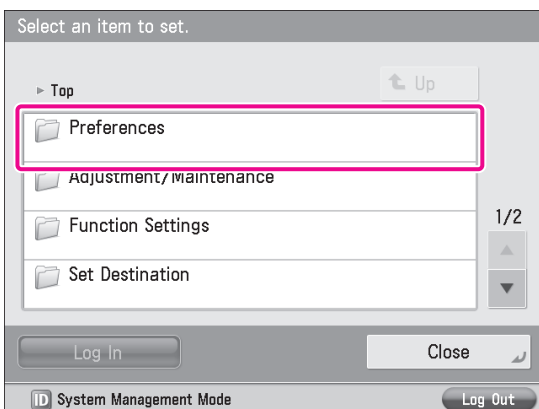 Select an item to set.
▶ Top
Up
Preferences
Adjustment/Maintenance
Function Settings
1/2
Set Destination
Log In
Close
ID System Management Mode
Log Out